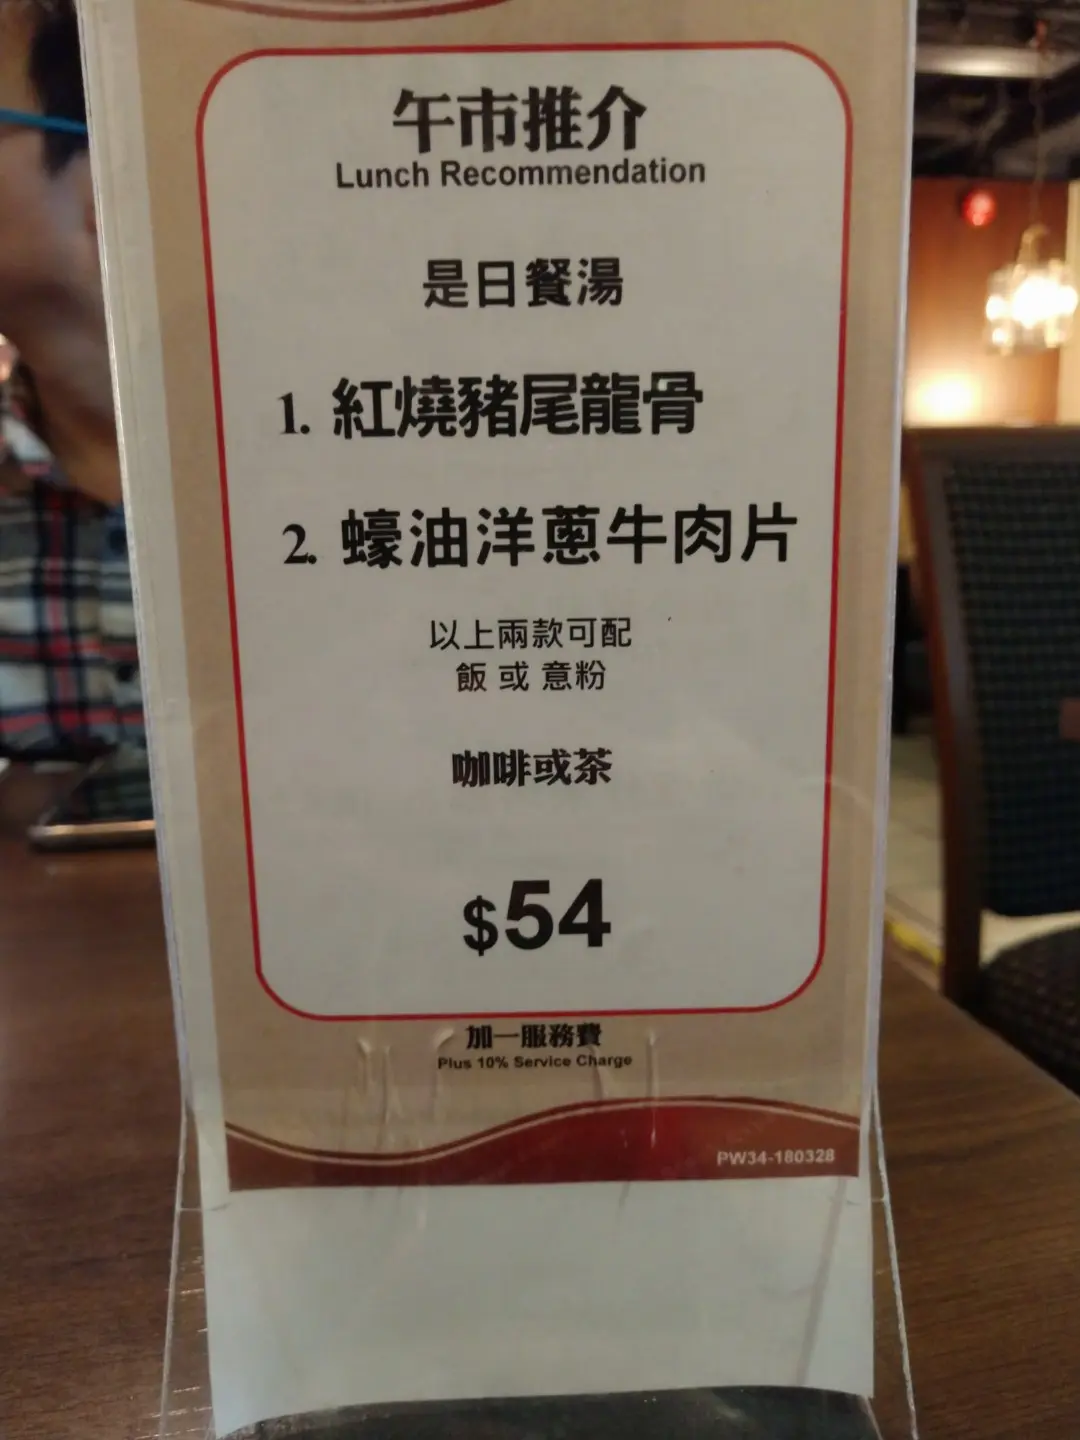 午市推介
Lunch Recommendation
是日餐湯
1. 紅燒豬尾龍骨
2. 蠔油洋蔥牛肉片
以上兩款可配
飯 或 意粉
咖啡或茶
$54
加一服務費
Plus 10% Service Charge
PW34-180328